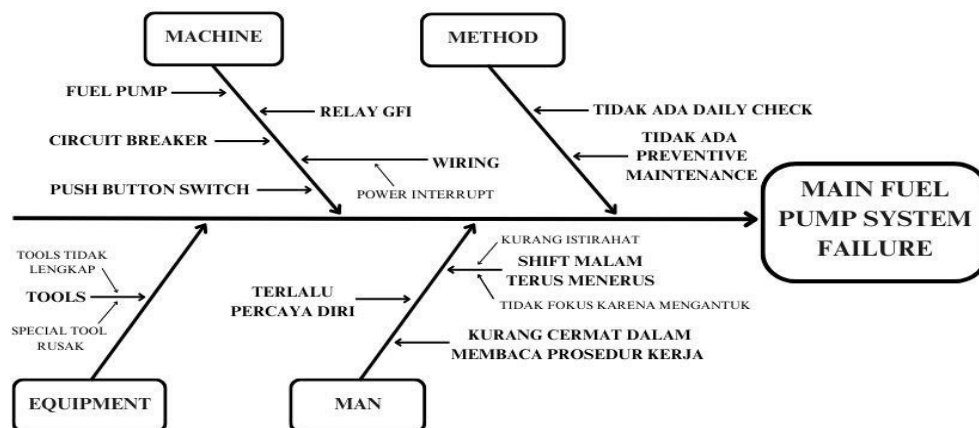 MACHINE
METHOD
FUEL PUMP
RELAY GFI
CIRCUIT BREAKER
WIRING
POWER INTERRUPT
PUSH BUTTON SWITCH
TIDAK ADA DAILY CHECK
TIDAK ADA
PREVENTIVE
MAINTENANCE
MAIN FUEL
PUMP SYSTEM
FAILURE
TOOLS TIDAK
LENGKAP
TOOLS
SPECIAL TOOL
RUSAK
TERLALU
PERCAYA DIRI
KURANG ISTIRAHAT
SHIFT MALAM
TERUS MENERUS
TIDAK FOKUS KARENA MENGANTUK
KURANG CERMAT DALAM
MEMBACA PROSEDUR KERJA
EQUIPMENT
MAN